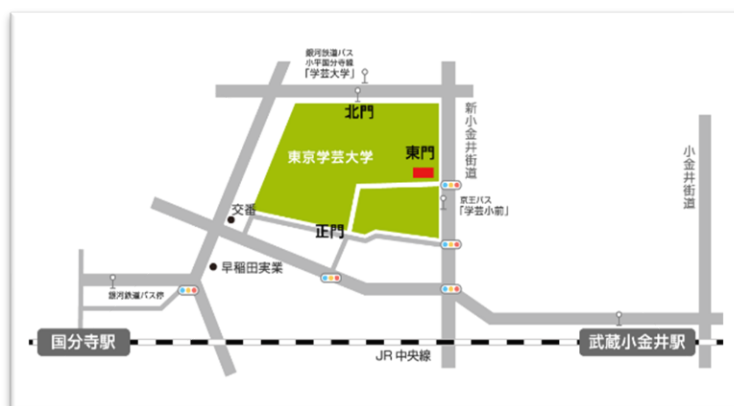 銀河鉄道バス
小平国分寺線
「学芸大学」
北門
新小金井街道
東京学芸大学
東門
小金井街道
京王バス
「学芸小前」
交番
正門
早稲田実業
銀河鉄道バス停
国分寺駅
武蔵小金井駅
JR中央線